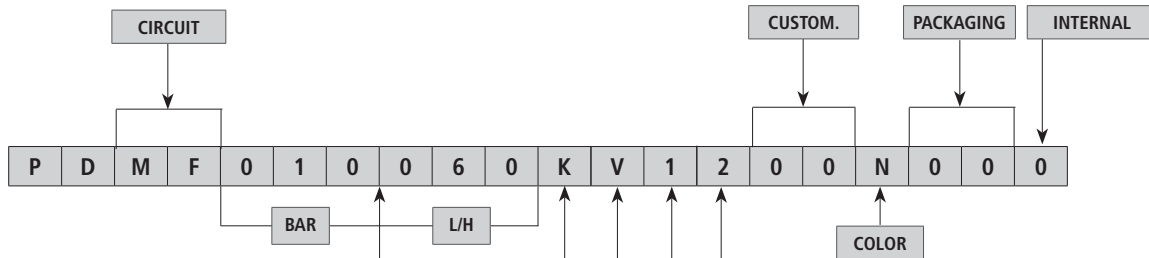 CIRCUIT CUSTOM. PACKAGING INTERNAL
P D M F 0 1 0 0 6 0 K V 1 2 0 0 N 0 0 0
BAR L/H COLOR